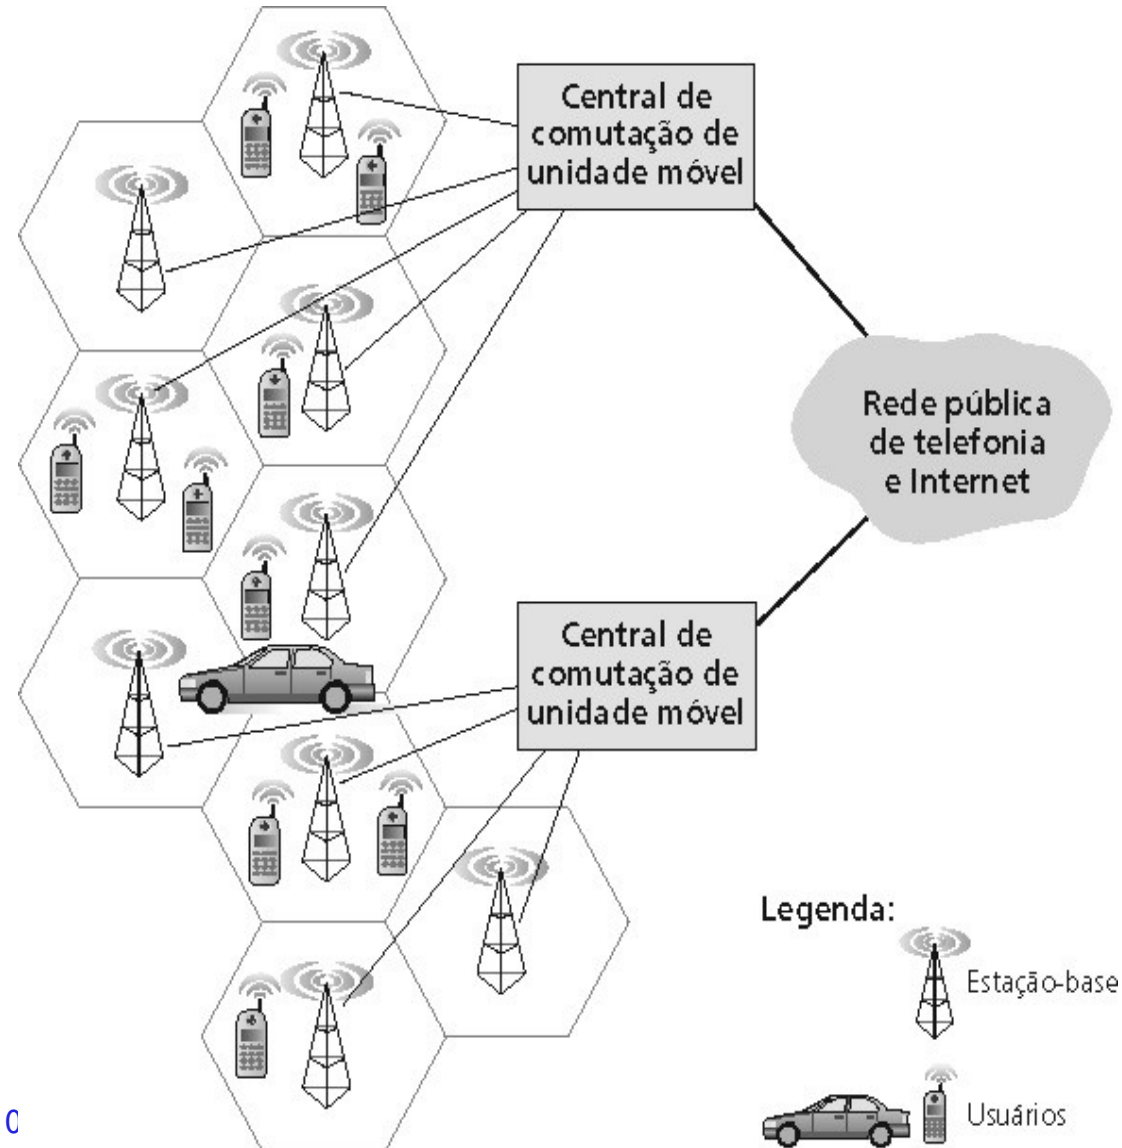 Central de
comutação de
unidade móvel
Rede pública
de telefonia
e Internet
Central de
comutação de
unidade móvel
Legenda:
Estação-base
Usuários
0